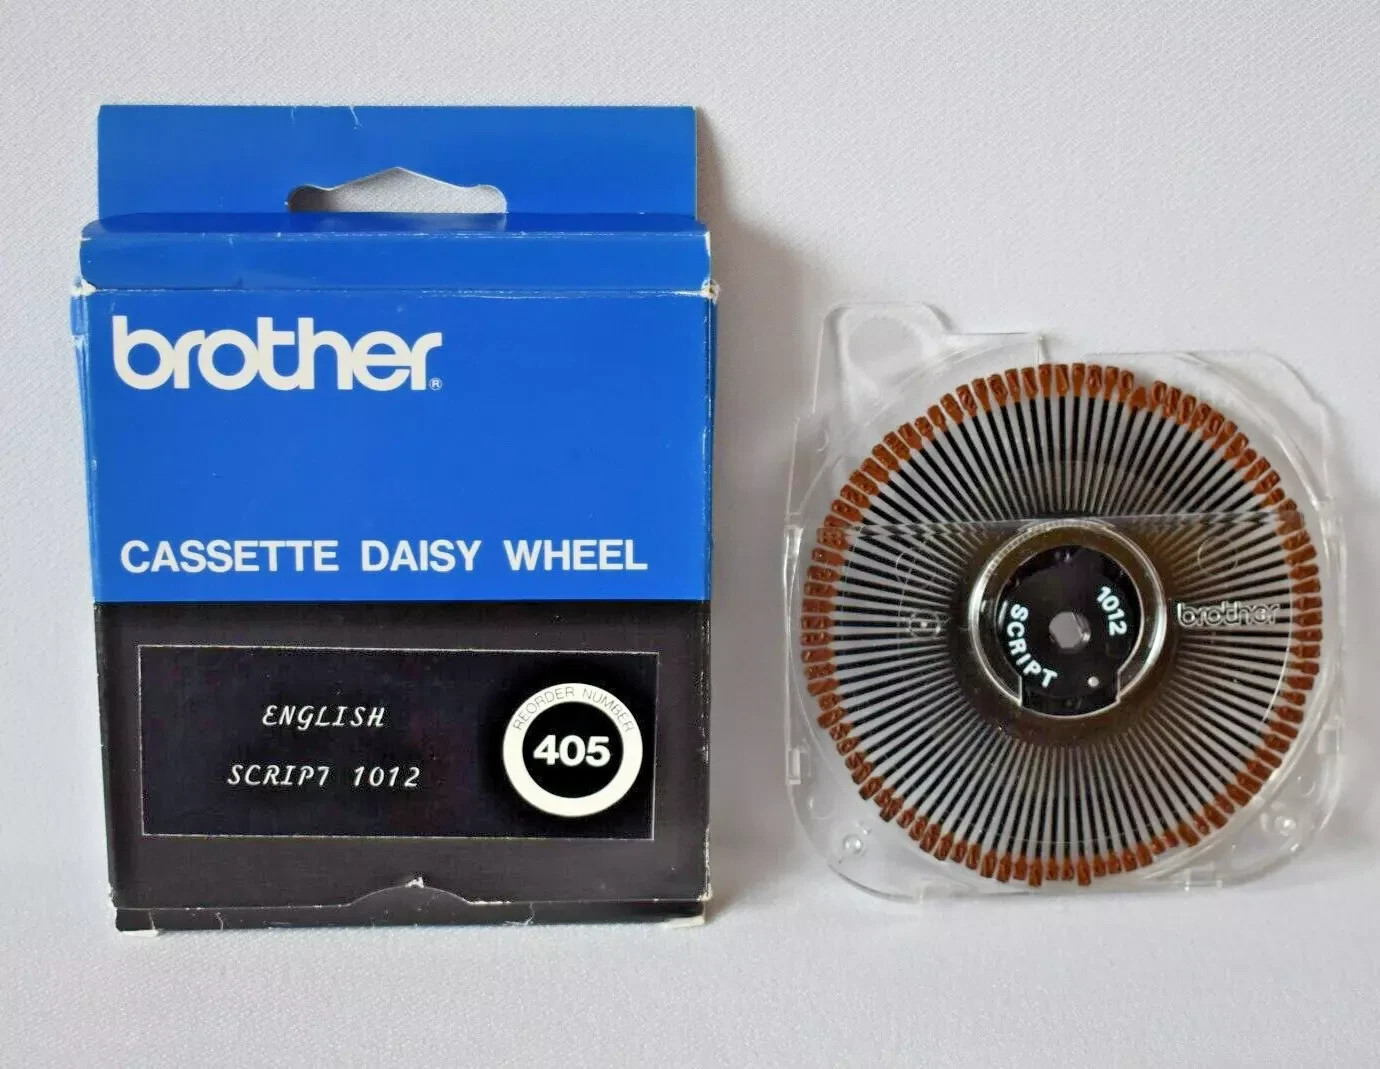 brother®
CASSETTE DAISY WHEEL
ENGLISH
SCRIPT 1012
REORDER NUMBER
405
1012
SCRIPT
brother